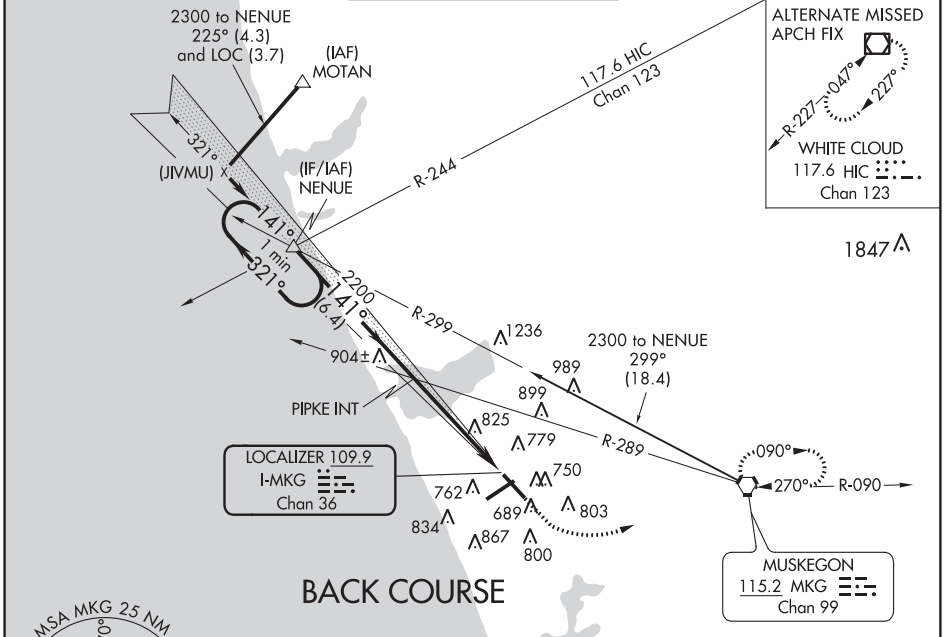 2300 to NENUE
225° (4.3)
and LOC (3.7)
(IAF)
MOTAN
117.6 HIC
Chan 123
R-244
ALTERNATE MISSED
APCH FIX
047°
227°
R-227
WHITE CLOUD
117.6 HIC
Chan 123
1847
321°
(JIVMU)
(IF/IAF)
NENUE
141°
1 min
321°
2200
141°
(6.4)
R-299
904±
1236
2300 to NENUE
299°
(18.4)
989
899
PIPKE INT
825
779
R-289
LOCALIZER 109.9
I-MKG
Chan 36
762
750
689
803
834
867
800
090°
270°
R-090
MUSKEGON
115.2 MKG
Chan 99
BACK COURSE
MSA MKG 25 NM